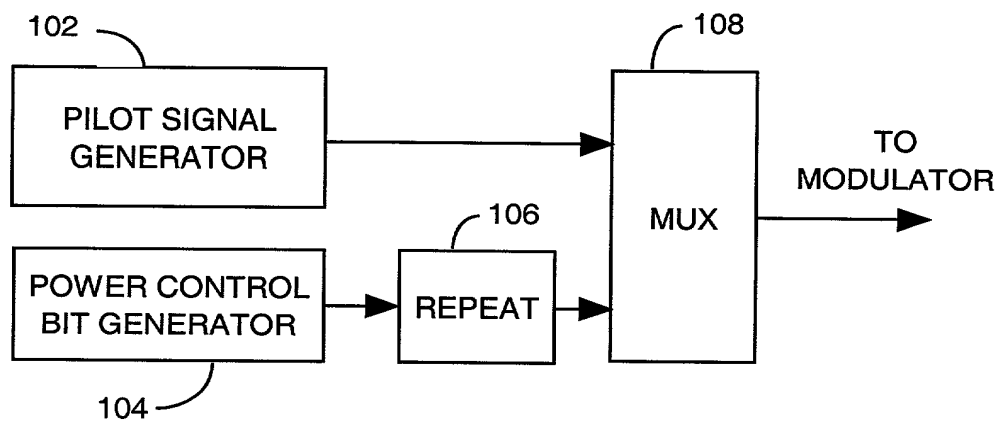 102
108
PILOT SIGNAL
GENERATOR
TO
MODULATOR
MUX
106
POWER CONTROL
BIT GENERATOR
REPEAT
104